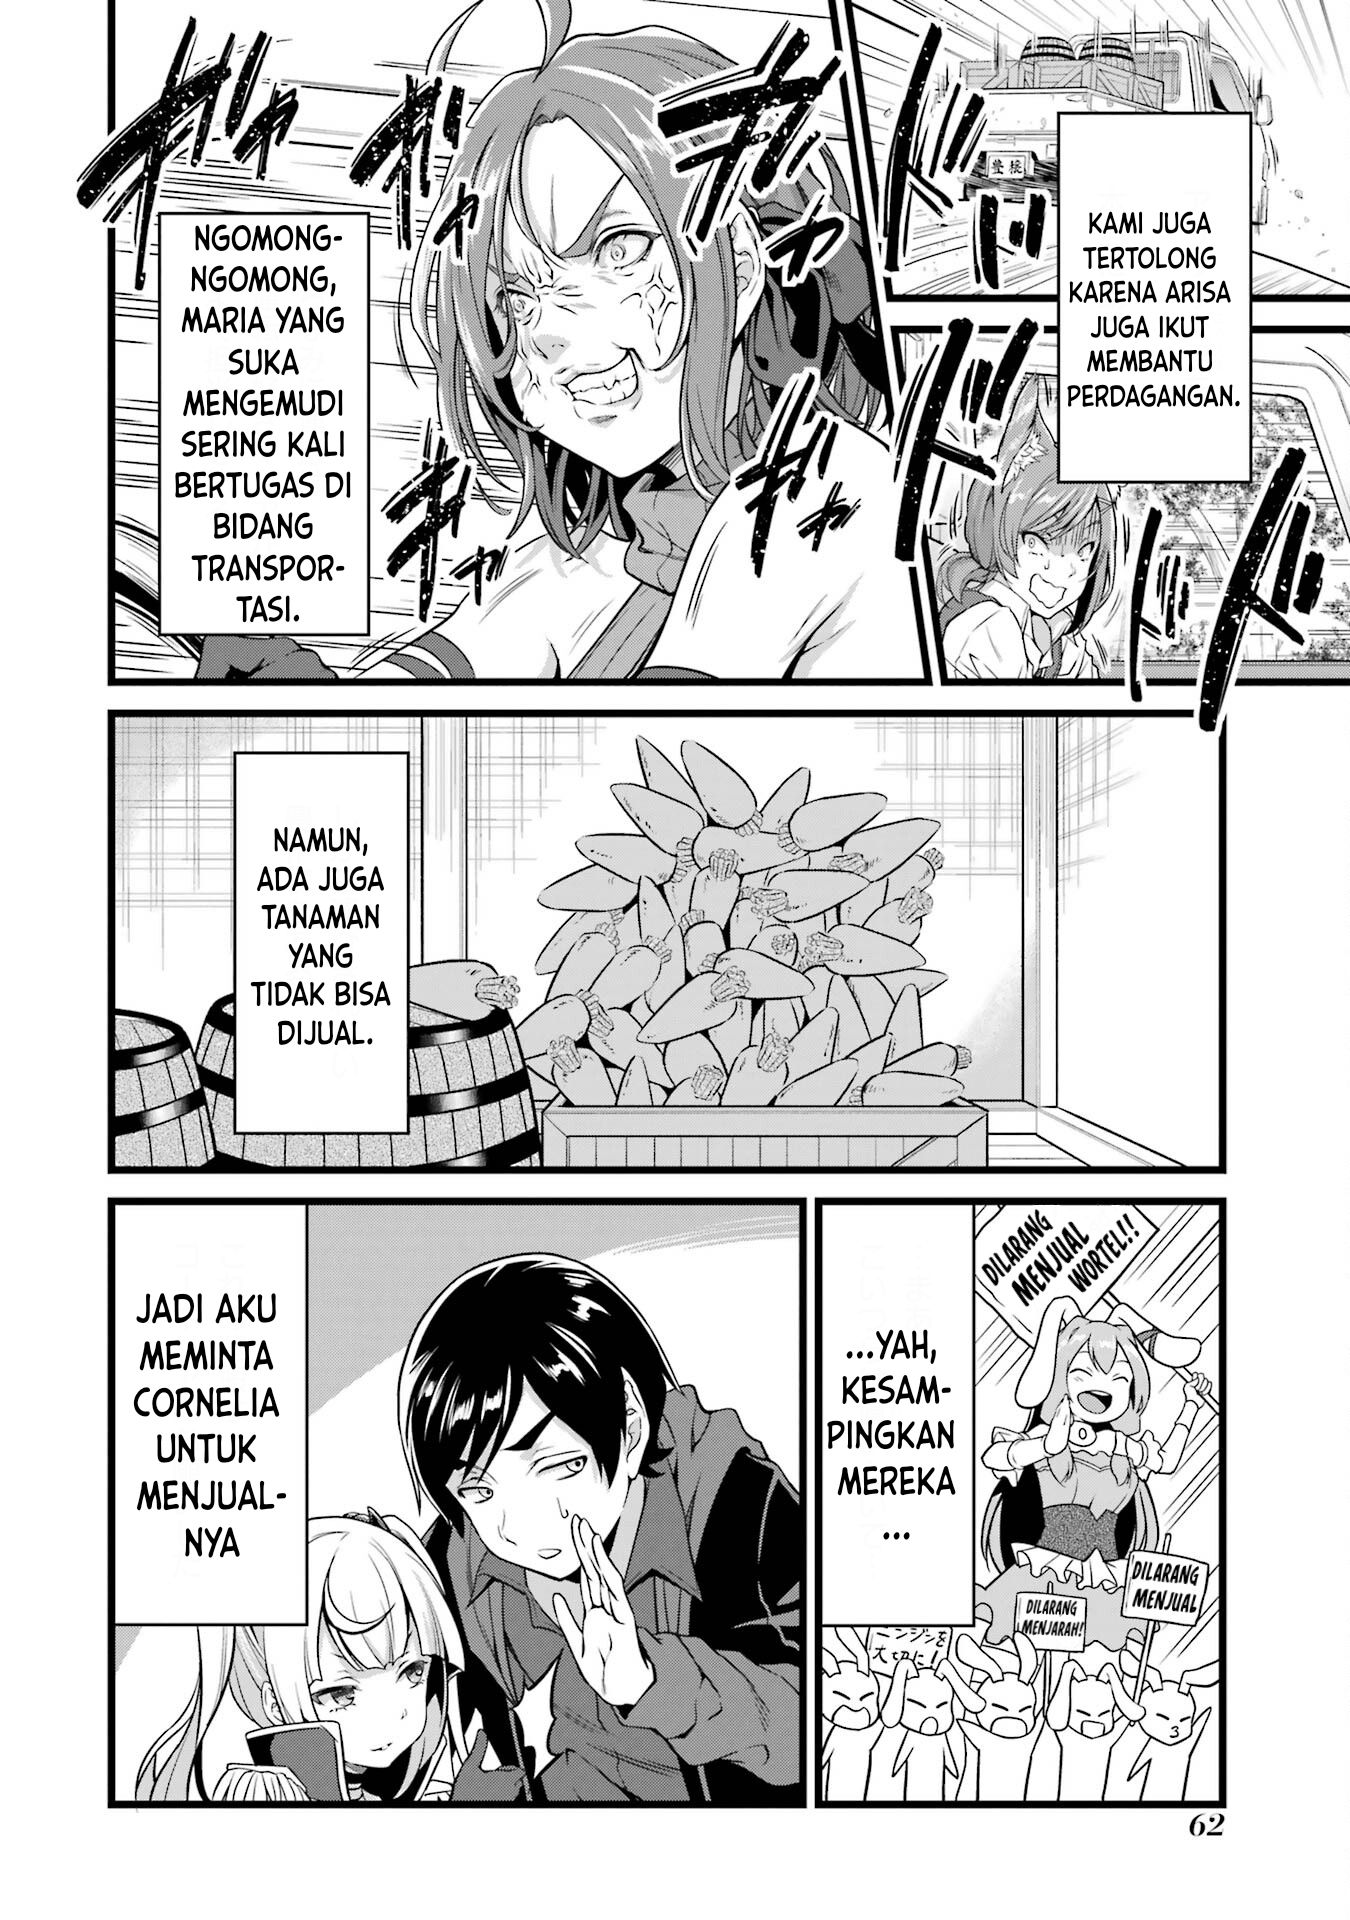 KAMI JUGA
TERTOLONG
KARENA ARISA
JUGA IKUT
MEMBANTU
PERDAGANGAN.
NGOMONG-
NGOMONG,
MARIA YANG
SUKA
MENGEMUDI
SERING KALI
BERTUGAS DI
BIDANG
TRANSPOR-
TASI.
NAMUN,
ADA JUGA
TANAMAN
YANG
TIDAK BISA
DIJUAL.
DILARANG
MENJUAL
WORTEL!!
...YAH,
KESAM-
PINGKAN
MEREKA
...
DILARANG
MENJUAL
DILARANG
MENJARAH!
ニンジンを
大切に!
JADI AKU
MEMINTA
CORNELIA
UNTUK
MENJUAL-
NYA
62